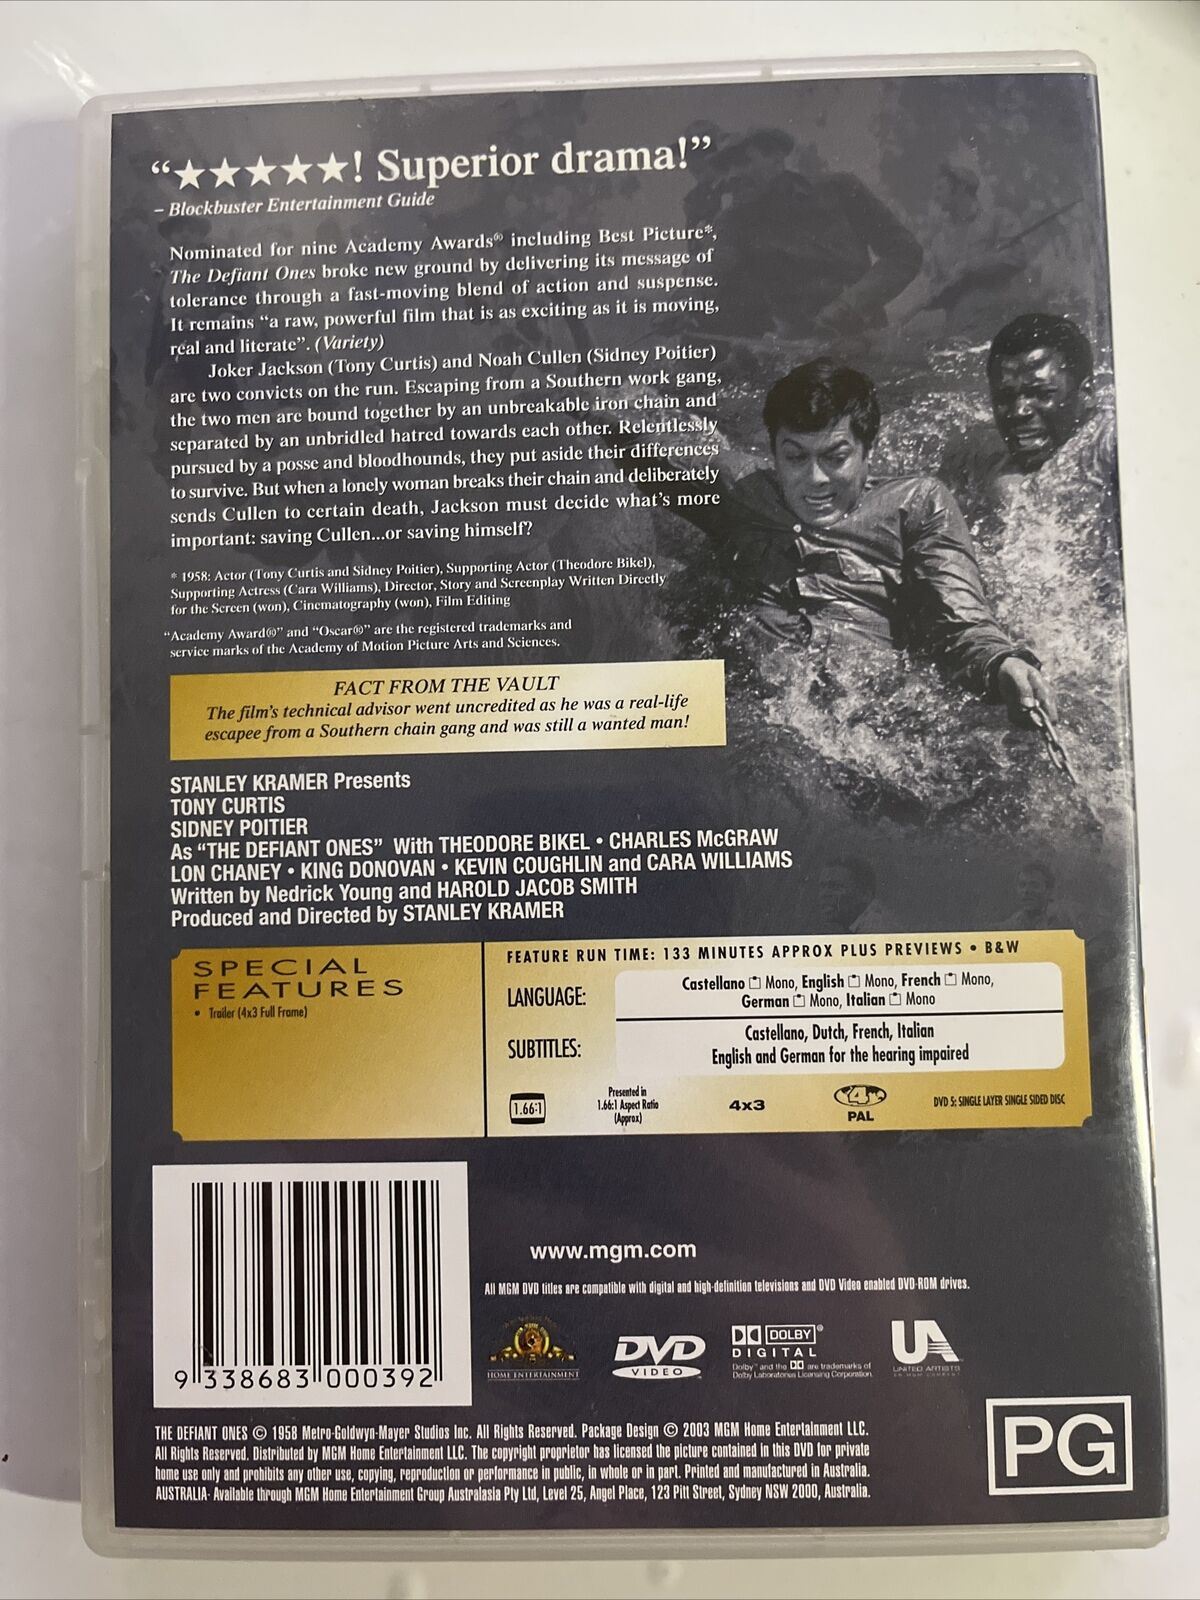 “★★★★★! Superior drama!”
– Blockbuster Entertainment Guide
Nominated for nine Academy Awards® including Best Picture*,
The Defiant Ones broke new ground by delivering its message of
tolerance through a fast-moving blend of action and suspense.
It remains “a raw, powerful film that is as exciting as it is moving,
real and literate”. (Variety)
Joker Jackson (Tony Curtis) and Noah Cullen (Sidney Poitier)
are two convicts on the run. Escaping from a Southern work gang,
the two men are bound together by an unbreakable iron chain and
separated by an unbridled hatred towards each other. Relentlessly
pursued by a posse and bloodhounds, they put aside their differences
to survive. But when a lonely woman breaks their chain and deliberately
sends Cullen to certain death, Jackson must decide what’s more
important: saving Cullen...or saving himself?
* 1958: Actor (Tony Curtis and Sidney Poitier), Supporting Actor (Theodore Bikel),
Supporting Actress (Cara Williams), Director, Story and Screenplay Written Directly
for the Screen (won), Cinematography (won), Film Editing
“Academy Award®” and “Oscar®” are the registered trademarks and
service marks of the Academy of Motion Picture Arts and Sciences.
FACT FROM THE VAULT
The film’s technical advisor went uncredited as he was a real-life
escapee from a Southern chain gang and was still a wanted man!
STANLEY KRAMER Presents
TONY CURTIS
SIDNEY POITIER
As “THE DEFIANT ONES” With THEODORE BIKEL • CHARLES McGRAW
LON CHANEY • KING DONOVAN • KEVIN COUGHLIN and CARA WILLIAMS
Written by Nedrick Young and HAROLD JACOB SMITH
Produced and Directed by STANLEY KRAMER
SPECIAL
FEATURES
• Trailer (4x3 Full Frame)
FEATURE RUN TIME: 133 MINUTES APPROX PLUS PREVIEWS • B&W
LANGUAGE:
Castellano Mono, English Mono, French Mono,
German Mono, Italian Mono
SUBTITLES:
Castellano, Dutch, French, Italian
English and German for the hearing impaired
1.66:1
Presented in
1.66:1 Aspect Ratio
(Approx)
4x3
4
PAL
DVD 5: SINGLE LAYER SINGLE SIDED DISC
9 338683 000392
www.mgm.com
All MGM DVD titles are compatible with digital and high-definition televisions and DVD Video enabled DVD-ROM drives.
HOME ENTERTAINMENT
DVD
VIDEO
DOLBY®
DIGITAL
Dolby™ and the DD are trademarks of
Dolby Laboratories Licensing Corporation.
UA
UNITED ARTISTS
PG
THE DEFIANT ONES © 1958 Metro-Goldwyn-Mayer Studios Inc. All Rights Reserved. Package Design © 2003 MGM Home Entertainment LLC.
All Rights Reserved. Distributed by MGM Home Entertainment LLC. The copyright proprietor has licensed the picture contained in this DVD for private
home use only and prohibits any other use, copying, reproduction or performance in public, in whole or in part. Printed and manufactured in Australia.
AUSTRALIA- Available through MGM Home Entertainment Group Australasia Pty Ltd, Level 25, Angel Place, 123 Pitt Street, Sydney NSW 2000, Australia.